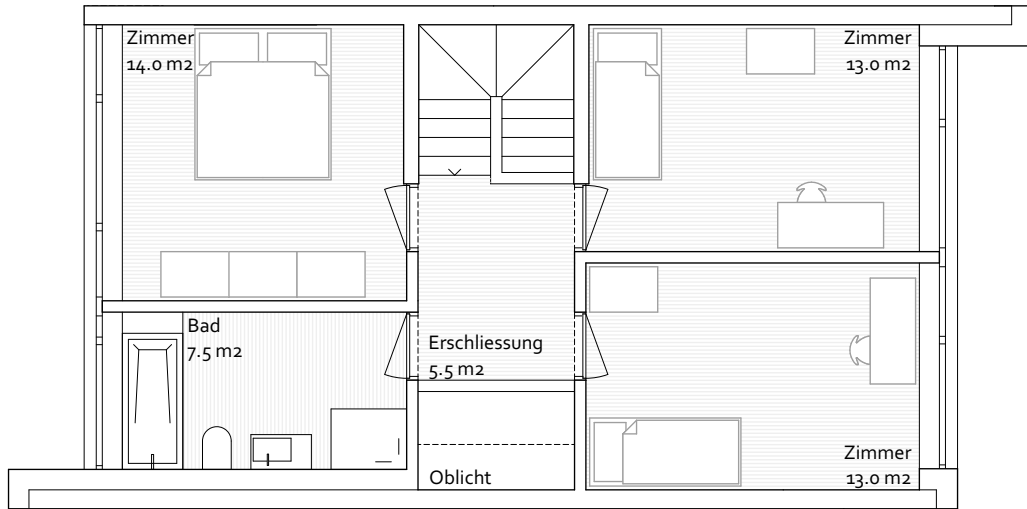 Zimmer
14.0 m2
Zimmer
13.0 m2
Bad
7.5 m2
Erschliessung
5.5 m2
Oblicht
Zimmer
13.0 m2